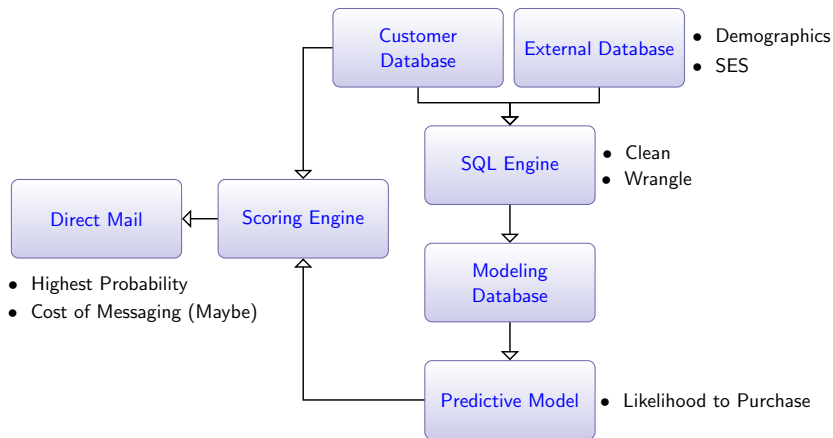 Customer
Database
External Database
• Demographics
• SES
SQL Engine
• Clean
• Wrangle
Direct Mail
Scoring Engine
• Highest Probability
• Cost of Messaging (Maybe)
Modeling
Database
Predictive Model
• Likelihood to Purchase